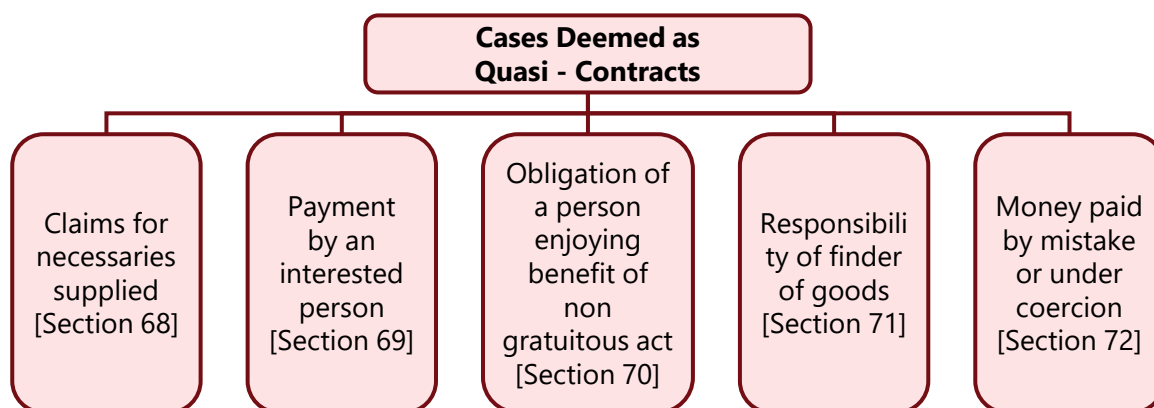 Cases Deemed as
Quasi - Contracts
Claims for
necessaries
supplied
[Section 68]
Payment
by an
interested
person
[Section 69]
Obligation of
a person
enjoying
benefit of
non
gratuitous act
[Section 70]
Responsibili
ty of finder
of goods
[Section 71]
Money paid
by mistake
or under
coercion
[Section 72]